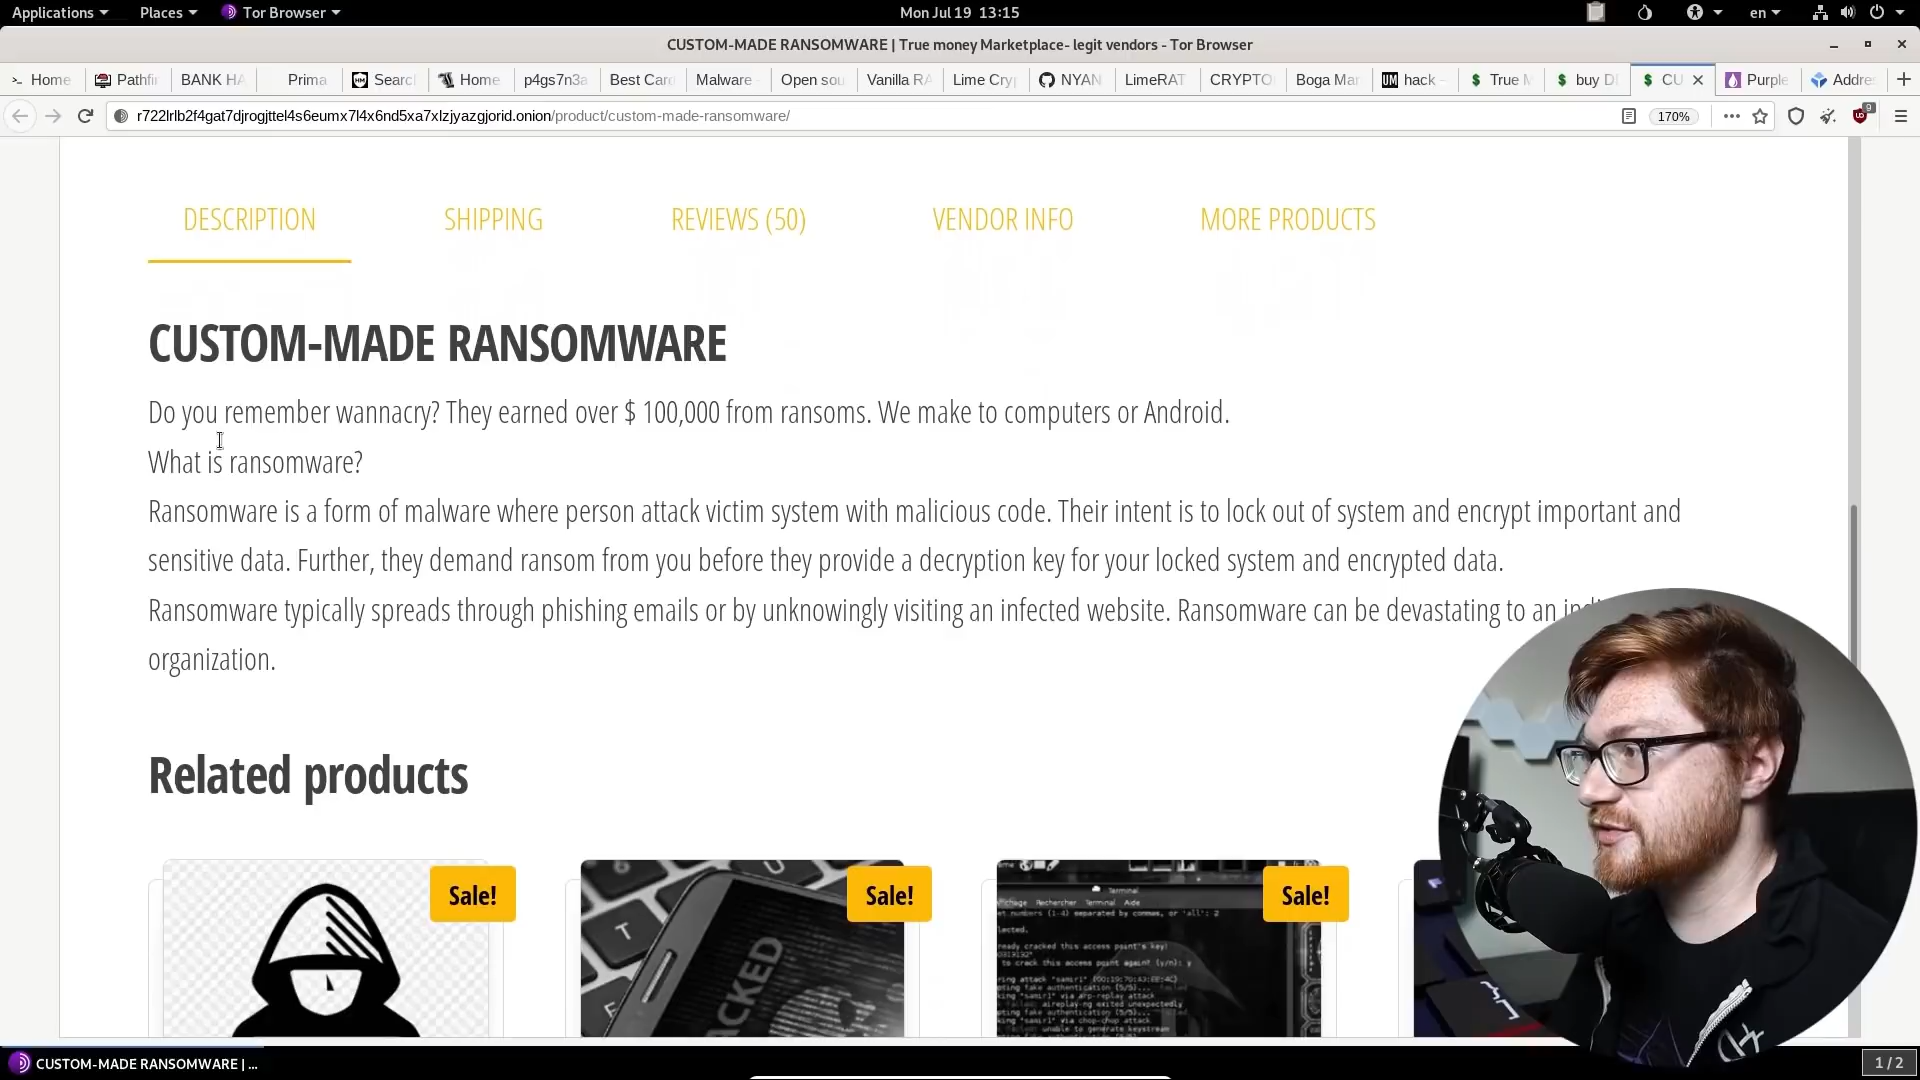 Applications Places Tor Browser Mon Jul 19 13:15 en
CUSTOM-MADE RANSOMWARE | True money Marketplace- legit vendors - Tor Browser
Home Pathfi BANK HA Prima Searc Home p4gs7n3a Best Card Malware Open sou Vanilla RA Lime Cry NYAN LimeRAT CRYPTO Boga Mar UM hack - $ True M $ buy D $ CU Purple Addre
r722lrlb2f4gat7djrogjttel4s6eumx7l4x6nd5xa7xlzjyazgjorid.onion/product/custom-made-ransomware/ 170% 9
DESCRIPTION SHIPPING REVIEWS (50) VENDOR INFO MORE PRODUCTS
CUSTOM-MADE RANSOMWARE
Do you remember wannacry? They earned over $ 100,000 from ransoms. We make to computers or Android.
What is ransomware?
Ransomware is a form of malware where person attack victim system with malicious code. Their intent is to lock out of system and encrypt important and
sensitive data. Further, they demand ransom from you before they provide a decryption key for your locked system and encrypted data.
Ransomware typically spreads through phishing emails or by unknowingly visiting an infected website. Ransomware can be devastating to an
organization.
Related products
Sale! Sale! Sale!
HACKED
Terminal
Rechercher Terminal Aide
CUSTOM-MADE RANSOMWARE | ... 1 / 2